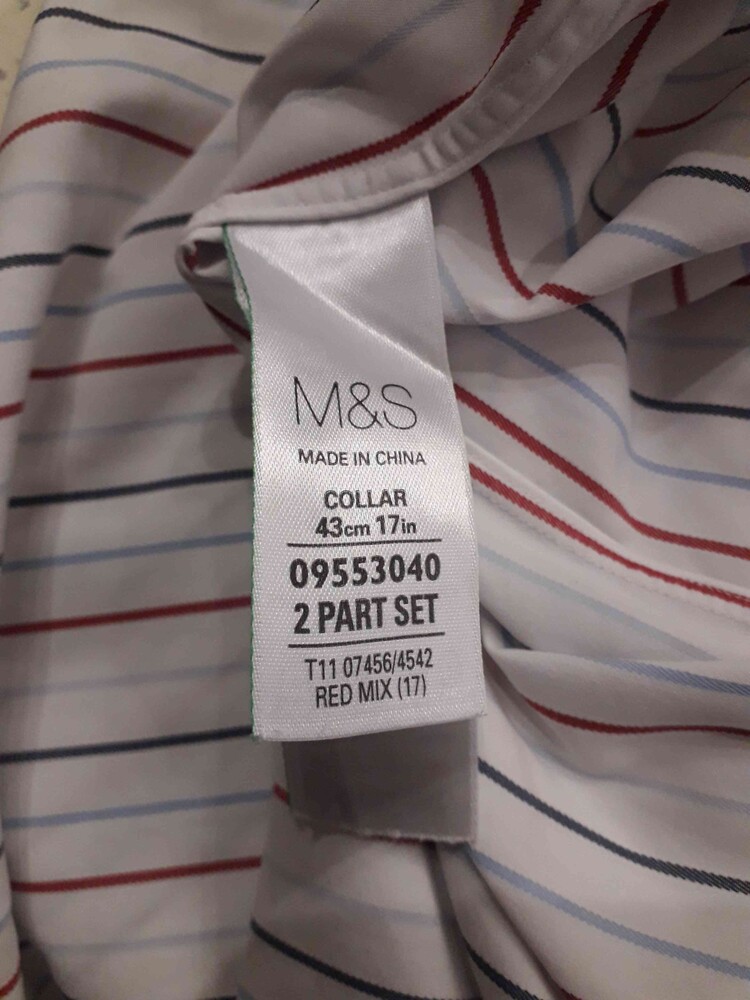 M&S
MADE IN CHINA
COLLAR
43cm 17in
09553040
2 PART SET
T11 07456/4542
RED MIX (17)